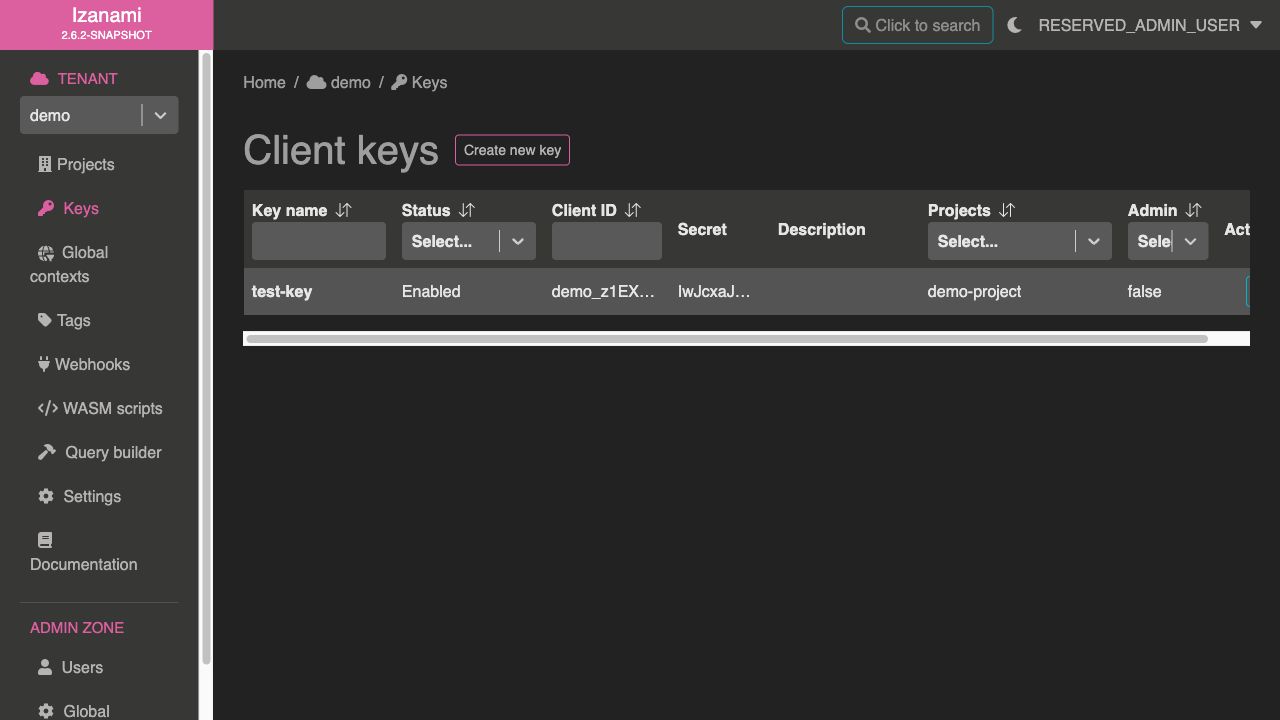 Izanami
2.6.2-SNAPSHOT
Click to search
RESERVED_ADMIN_USER
TENANT
demo
Projects
Keys
Global
contexts
Tags
Webhooks
WASM scripts
Query builder
Settings
Documentation
ADMIN ZONE
Users
Global
Home / demo / Keys
Client keys
Create new key
Key name Status Client ID Secret Description Projects Admin Act
Select... Select... Sele
test-key Enabled demo_z1EX... IwJcxaJ... demo-project false